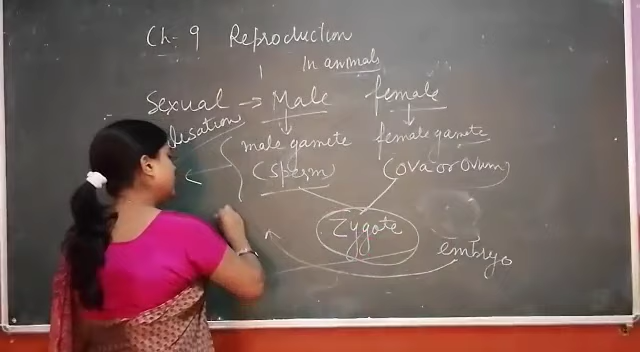 Ch- 9 Reproduction
In animals
Sexual → Male female
male gamete female gamete
(sperm) (ova or ovum)
Zygote
embryo